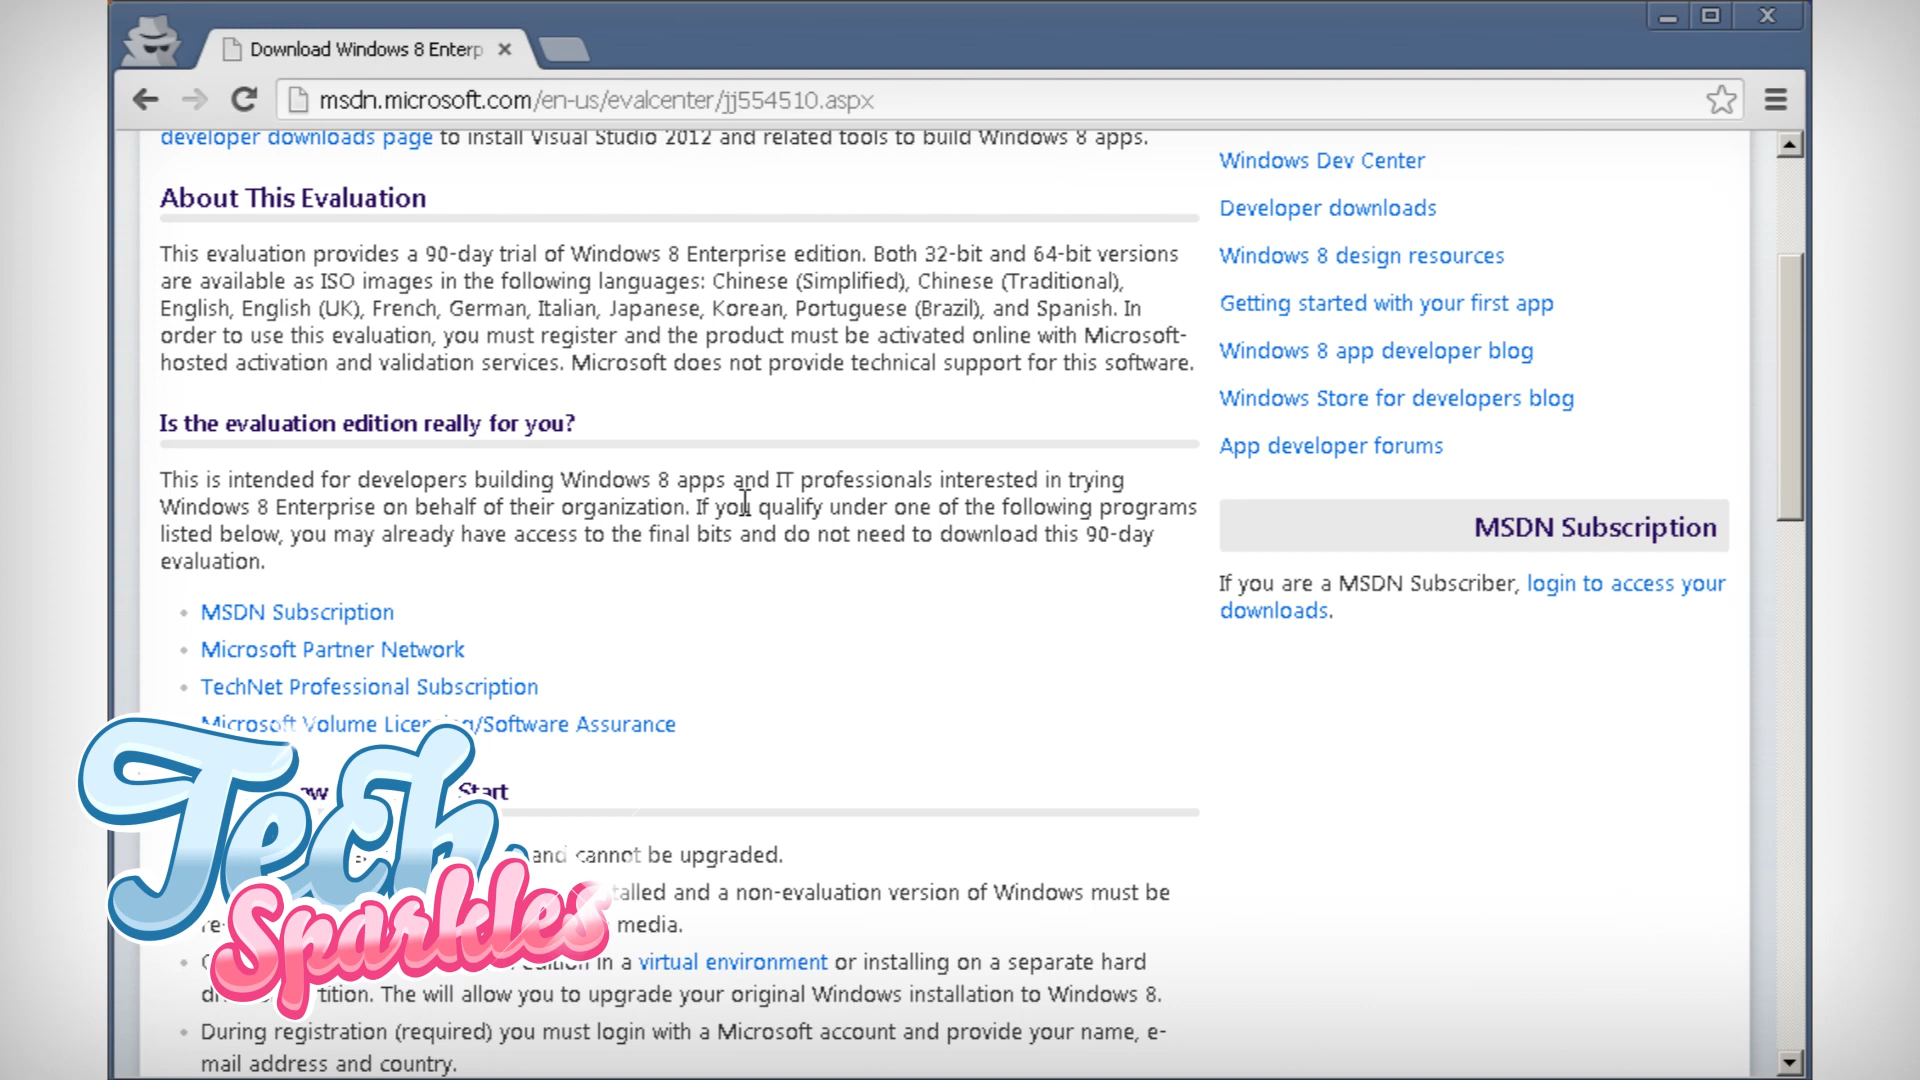 Download Windows 8 Enterp
msdn.microsoft.com/en-us/evalcenter/jj554510.aspx
developer downloads page to install Visual Studio 2012 and related tools to build Windows 8 apps.
About This Evaluation
This evaluation provides a 90-day trial of Windows 8 Enterprise edition. Both 32-bit and 64-bit versions
are available as ISO images in the following languages: Chinese (Simplified), Chinese (Traditional),
English, English (UK), French, German, Italian, Japanese, Korean, Portuguese (Brazil), and Spanish. In
order to use this evaluation, you must register and the product must be activated online with Microsoft-
hosted activation and validation services. Microsoft does not provide technical support for this software.
Is the evaluation edition really for you?
This is intended for developers building Windows 8 apps and IT professionals interested in trying
Windows 8 Enterprise on behalf of their organization. If you qualify under one of the following programs
listed below, you may already have access to the final bits and do not need to download this 90-day
evaluation.
MSDN Subscription
Microsoft Partner Network
TechNet Professional Subscription
Microsoft Volume Licensing/Software Assurance
Start
and cannot be upgraded.
and a non-evaluation version of Windows must be
media.
in a virtual environment or installing on a separate hard
The will allow you to upgrade your original Windows installation to Windows 8.
During registration (required) you must login with a Microsoft account and provide your name, e-
mail address and country.
Windows Dev Center
Developer downloads
Windows 8 design resources
Getting started with your first app
Windows 8 app developer blog
Windows Store for developers blog
App developer forums
MSDN Subscription
If you are a MSDN Subscriber, login to access your
downloads.
Tech
Sparkles